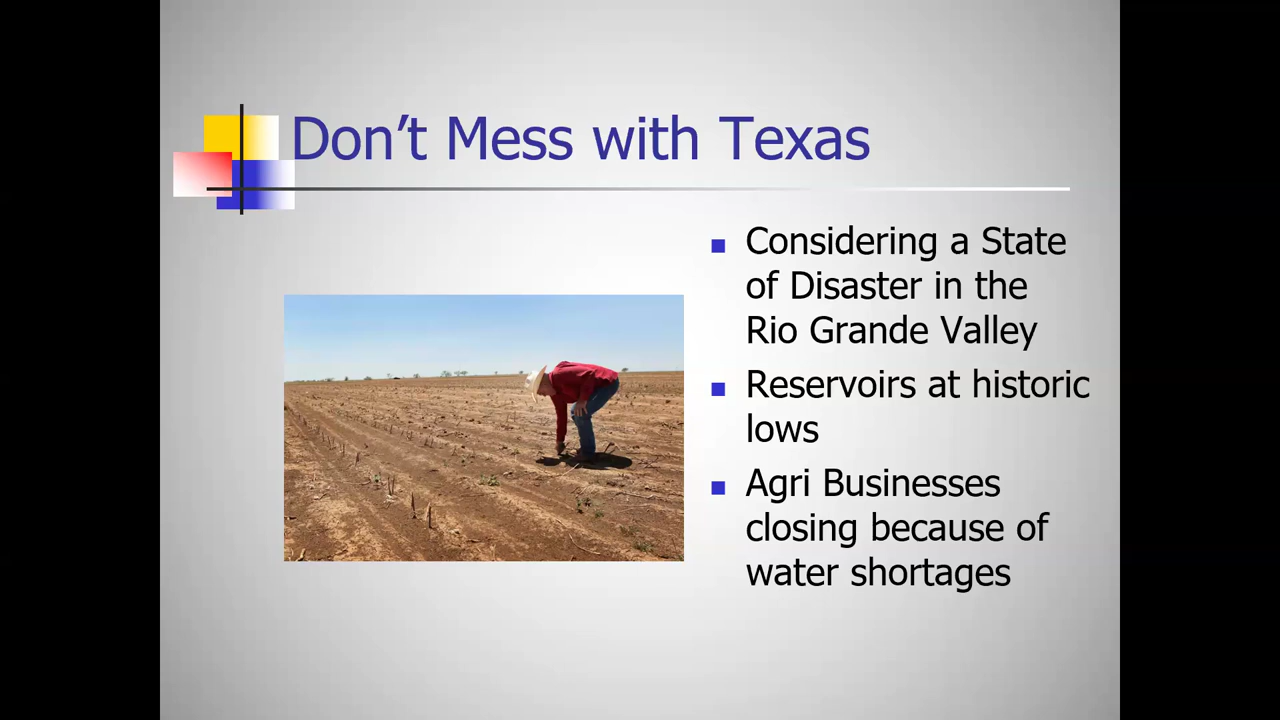 Don’t Mess with Texas
Considering a State
of Disaster in the
Rio Grande Valley
Reservoirs at historic
lows
Agri Businesses
closing because of
water shortages